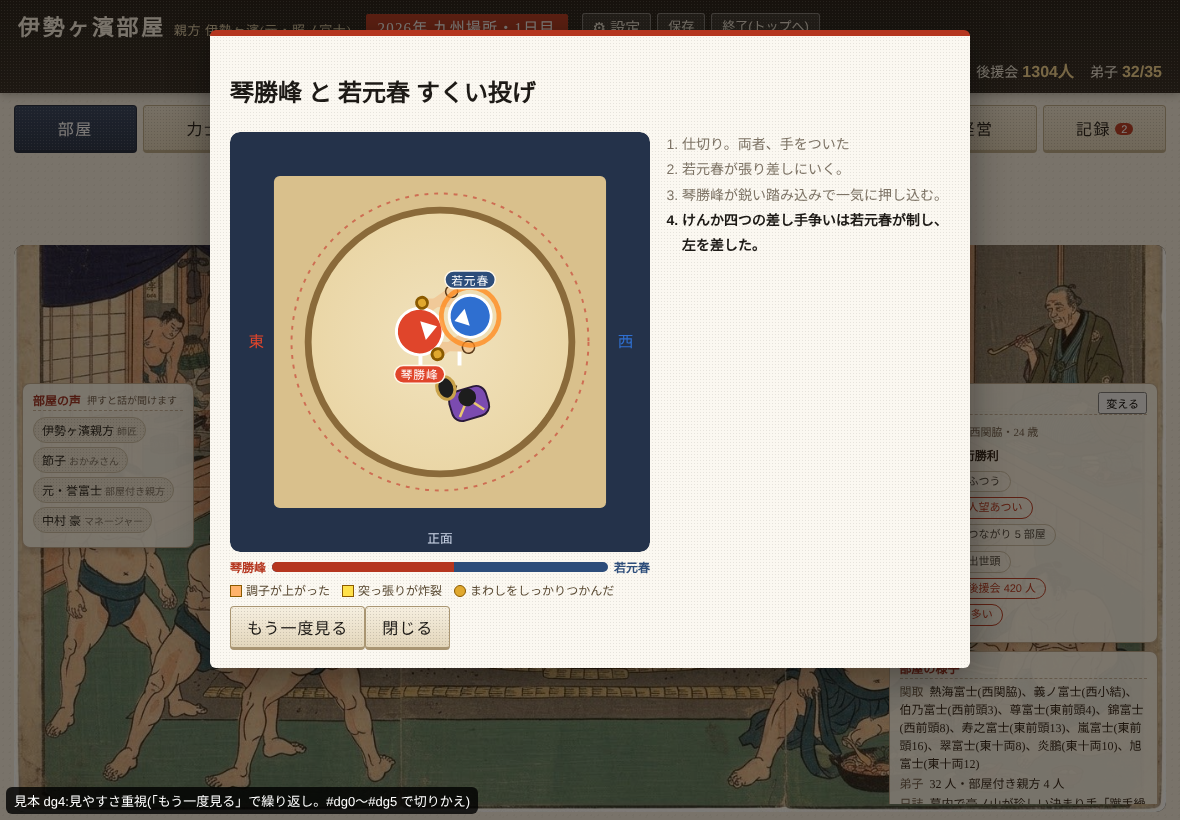 伊勢ヶ濱部屋
2026年 九州場所・1日目
⚙ 設定
保存
終了(トップへ)
後援会 1304人 弟子 32/35
部屋
記録 2
琴勝峰 と 若元春 すくい投げ
東
西
若元春
琴勝峰
正面
琴勝峰
若元春
調子が上がった
突っ張りが炸裂
まわしをしっかりつかんだ
もう一度見る
閉じる
1. 仕切り。両者、手をついた
2. 若元春が張り差しにいく。
3. 琴勝峰が鋭い踏み込みで一気に押し込む。
4. けんか四つの差し手争いは若元春が制し、
左を差した。
部屋の声 押すと話が聞けます
伊勢ヶ濱親方 師匠
節子 おかみさん
元・誉富士 部屋付き親方
中村 豪 マネージャー
変える
西関脇・24 歳
勝利
ふつう
人望あつい
つながり 5 部屋
出世頭
後援会 420 人
多い
部屋の様子
関取 熱海富士(西関脇)、義ノ富士(西小結)、
伯乃富士(西前頭3)、尊富士(東前頭4)、錦富士
(西前頭8)、寿之富士(東前頭13)、嵐富士(東前
頭16)、翠富士(東十両8)、炎鵬(東十両10)、旭
富士(東十両12)
弟子 32 人・部屋付き親方 4 人
見本 dg4:見やすさ重視(「もう一度見る」で繰り返し。#dg0〜#dg5 で切りかえ)